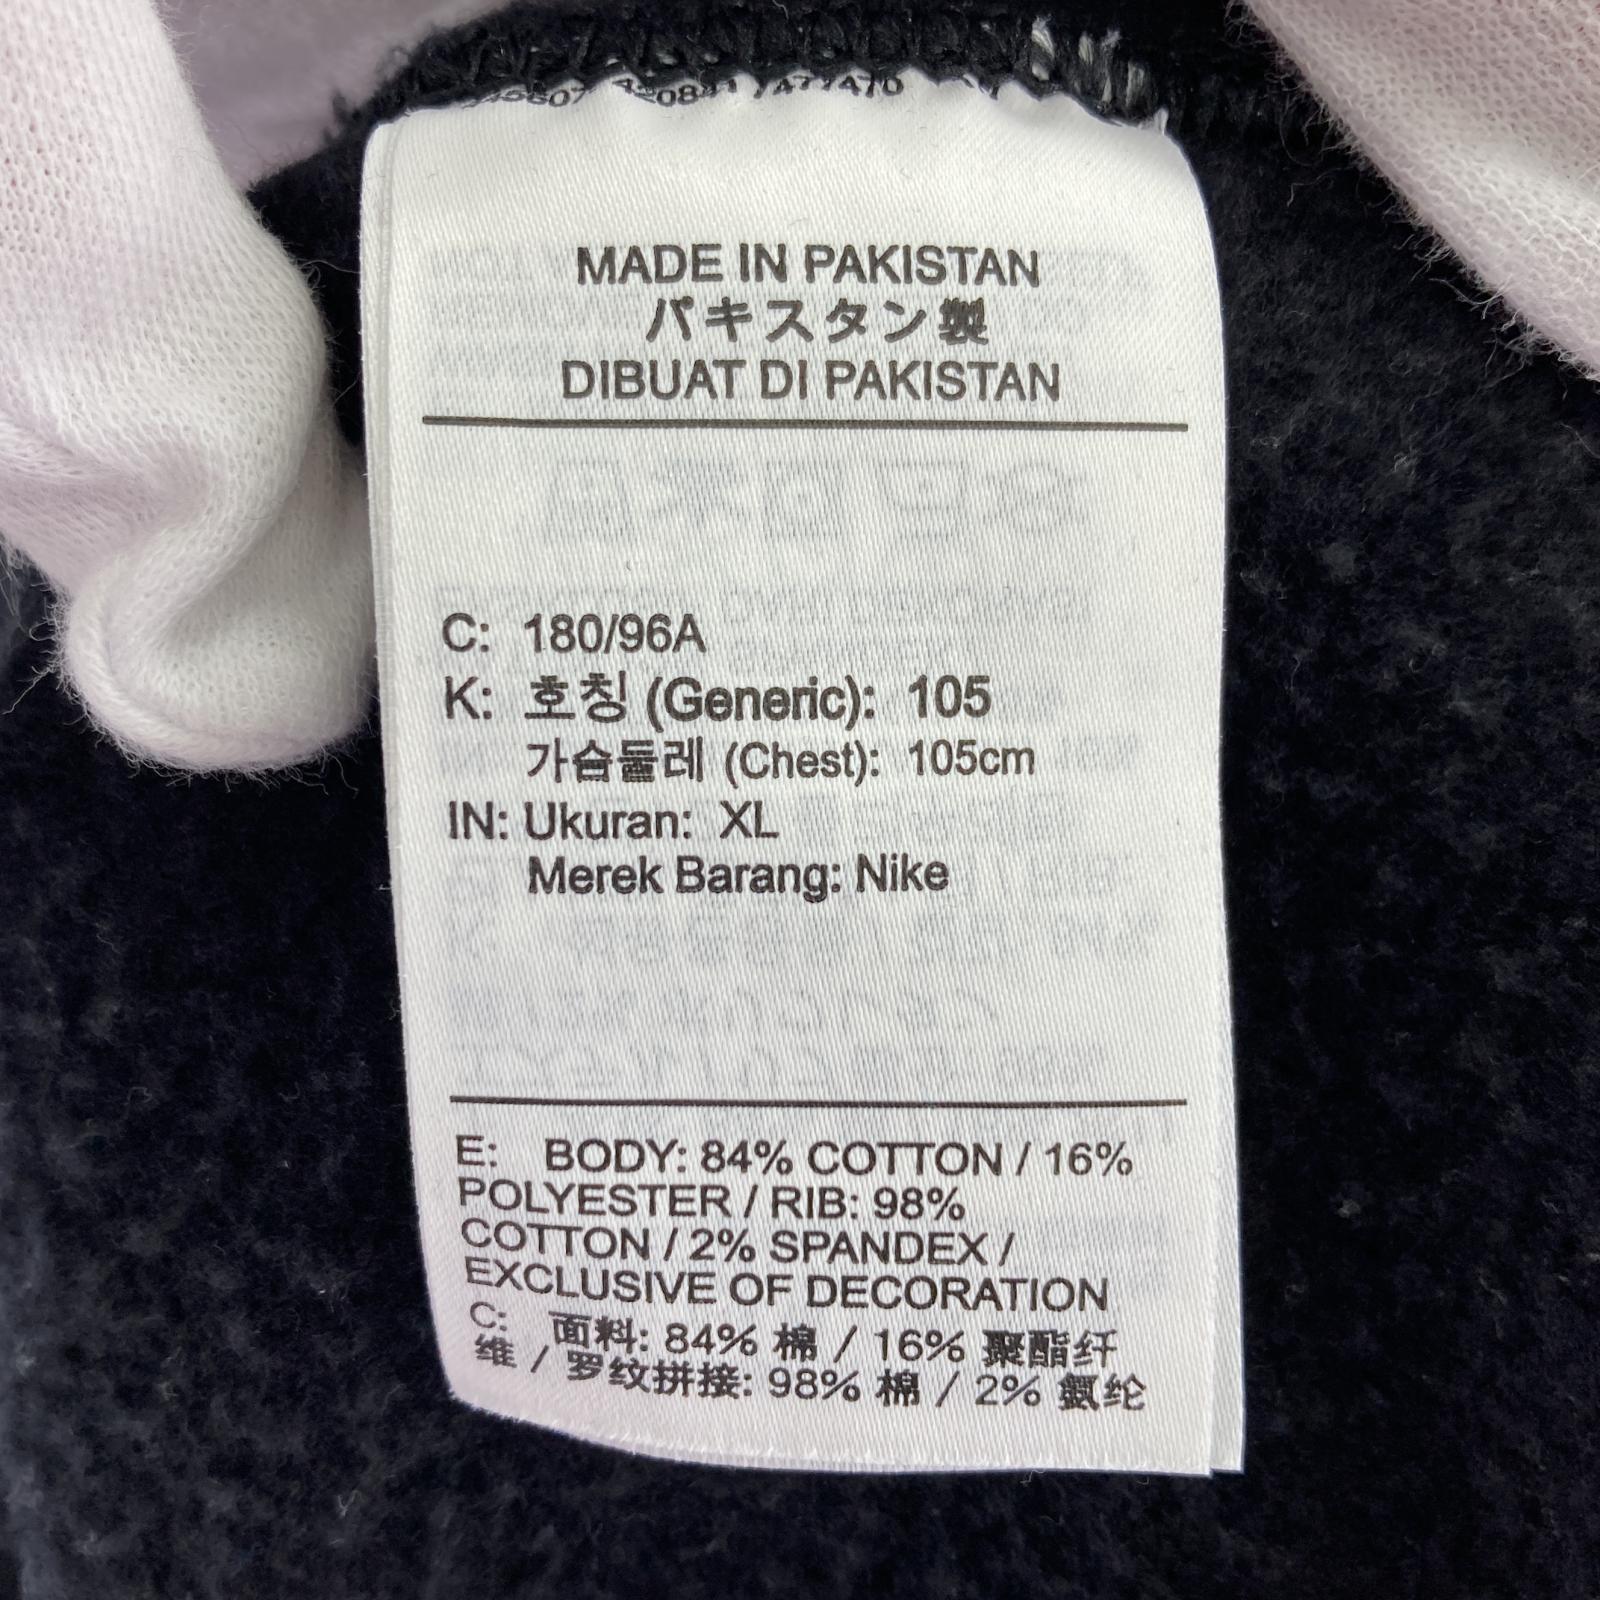 MADE IN PAKISTAN
パキスタン製
DIBUAT DI PAKISTAN
C: 180/96A
K: 호칭 (Generic): 105
가슴둘레 (Chest): 105cm
IN: Ukuran: XL
Merek Barang: Nike
E: BODY: 84% COTTON / 16%
POLYESTER / RIB: 98%
COTTON / 2% SPANDEX /
EXCLUSIVE OF DECORATION
C: 面料: 84% 棉 / 16% 聚酯纤
维 / 罗纹拼接: 98% 棉 / 2% 氨纶